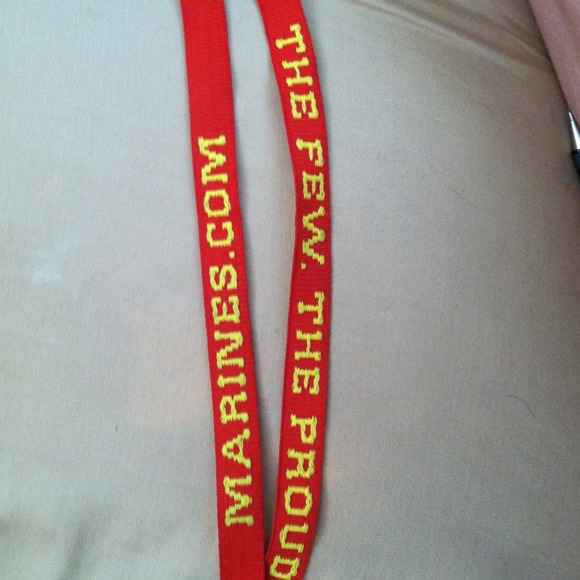 MARINES.COM
THE FEW. THE PROUD